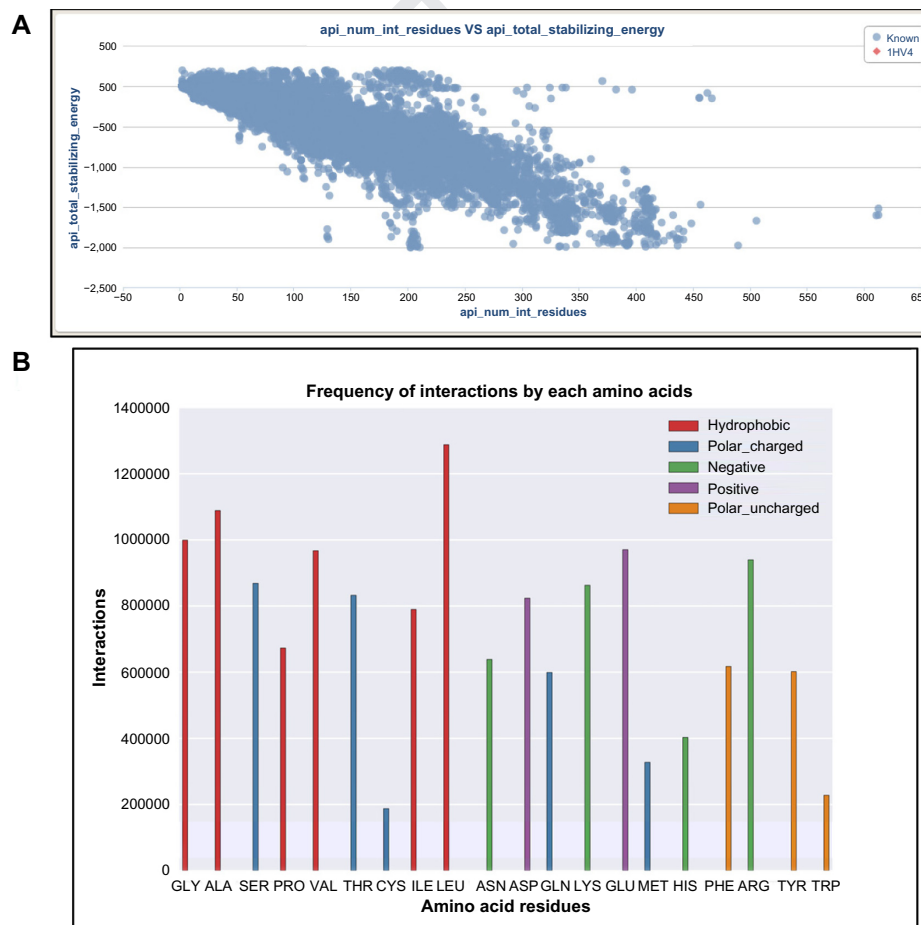 A
api_num_int_residues VS api_total_stabilizing_energy
Known
1HV4
500
500
−500
−1,000
−1,500
−2,000
−2,500
api_total_stabilizing_energy
−50 0 50 100 150 200 250 300 350 400 450 500 550 600 65
api_num_int_residues
B
Frequency of interactions by each amino acids
Hydrophobic
Polar_charged
Negative
Positive
Polar_uncharged
1400000
1200000
1000000
800000
600000
400000
200000
0
Interactions
GLY ALA SER PRO VAL THR CYS ILE LEU ASN ASP GLN LYS GLU MET HIS PHE ARG TYR TRP
Amino acid residues